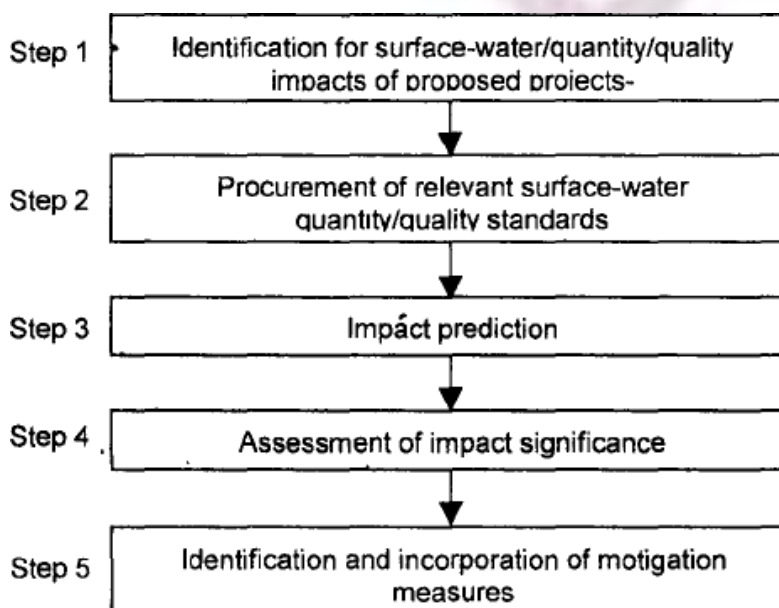 Step 1
Identification for surface-water/quantity/quality
impacts of proposed projects-
Step 2
Procurement of relevant surface-water
quantity/quality standards
Step 3
Impact prediction
Step 4
Assessment of impact significance
Step 5
Identification and incorporation of motigation
measures